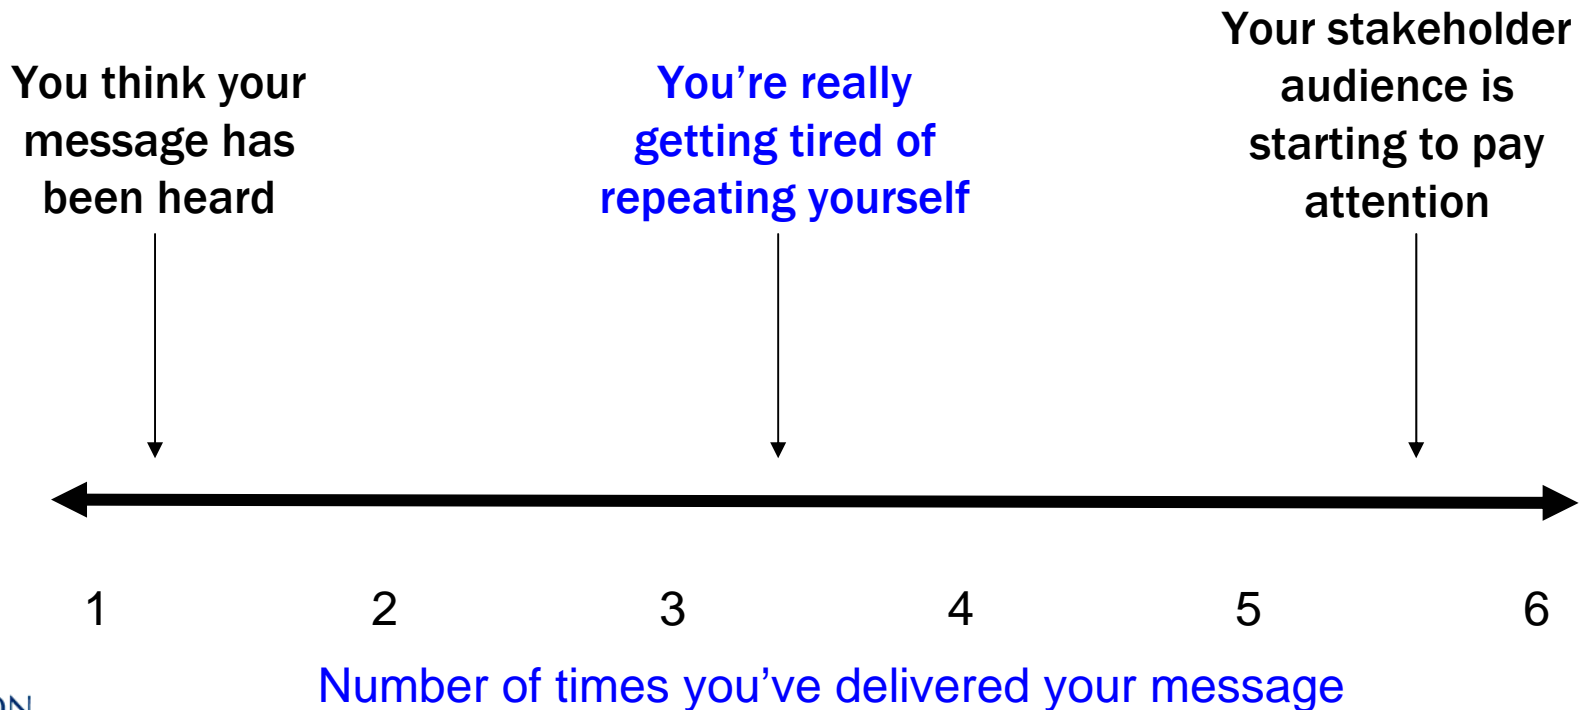 You think your
message has
been heard
You're really
getting tired of
repeating yourself
Your stakeholder
audience is
starting to pay
attention
1 2 3 4 5 6
Number of times you've delivered your message